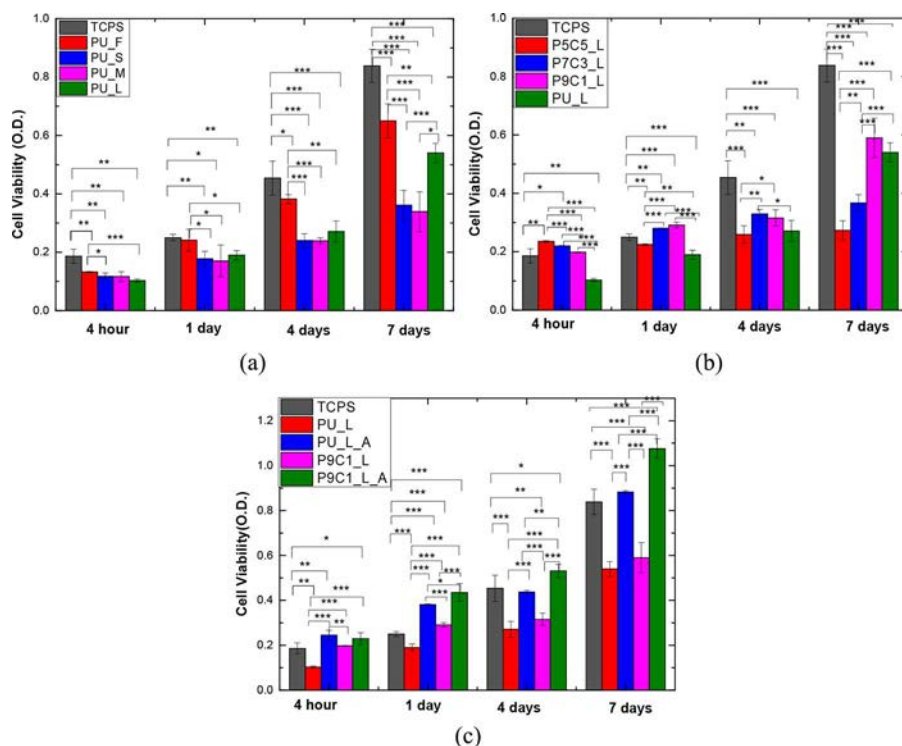 1.0
0.8
0.6
0.4
0.2
0.0
Cell Viability (O.D.)
TCPS
PU_F
PU_S
PU_M
PU_L
** ** ** ** * ***
** * ** * * *
*** *** *** * ** *** ***
*** *** *** *** ** *** *** *** *
4 hour 1 day 4 days 7 days
(a)
1.0
0.8
0.6
0.4
0.2
0.0
Cell Viability(O.D.)
TCPS
P5C5_L
P7C3_L
P9C1_L
PU_L
*** * ** *** *** *** *** *** ***
*** *** ** ** ** *** *** ***
*** *** ** *** * ** *
*** *** *** *** *** *** ** *** ***
4 hour 1 day 4 days 7 days
(b)
1.2
1.0
0.8
0.6
0.4
0.2
0.0
Cell Viability(O.D.)
TCPS
PU_L
PU_L_A
P9C1_L
P9C1_L_A
* ** ** *** *** *** **
*** *** *** *** *** *** *** * *** ***
* ** *** ** *** *** *** ***
*** *** *** *** *** *** *** *** ***
4 hour 1 day 4 days 7 days
(c)